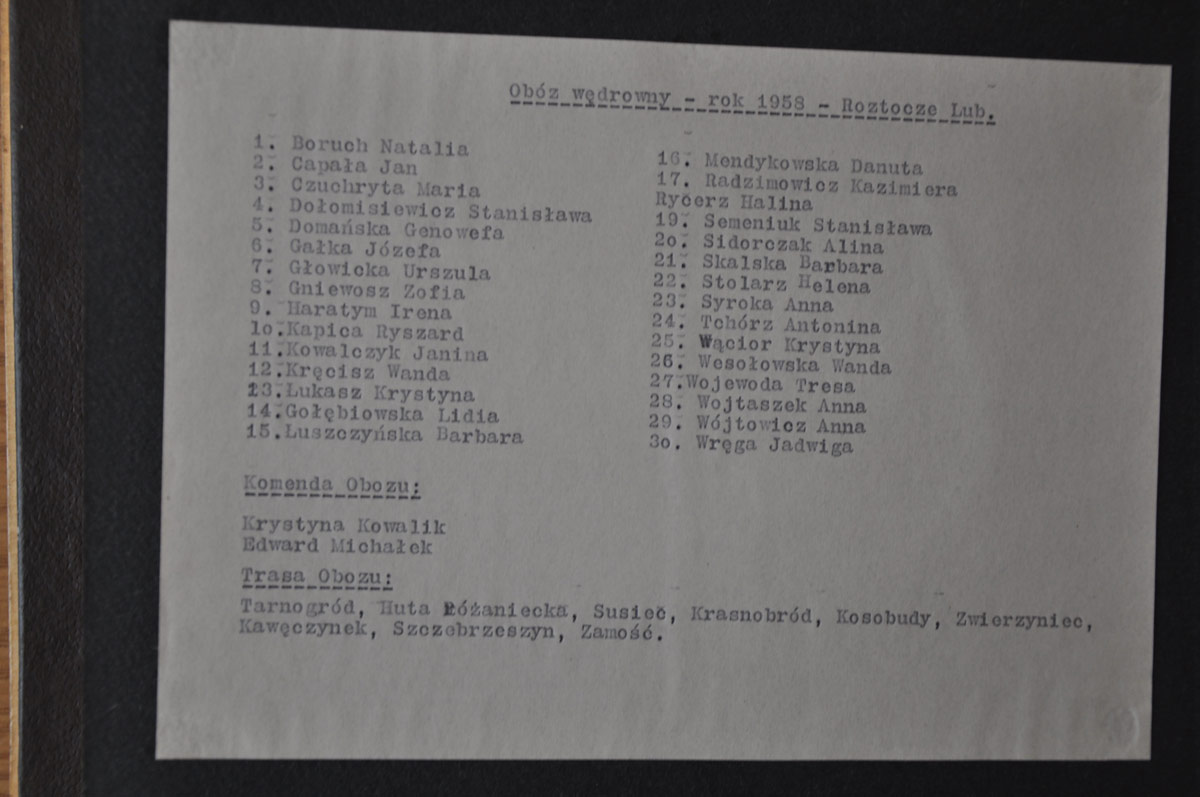 Obóz wędrowny - rok 1958 - Roztocze Lub.
1. Boruch Natalia
2. Capała Jan
3. Czuchryta Maria
4. Dołomisiewicz Stanisława
5. Domańska Genowefa
6. Gałka Józefa
7. Głowicka Urszula
8. Gniewosz Zofia
9. Haratym Irena
1o.Kapica Ryszard
11.Kowalczyk Janina
12.Kręcisz Wanda
13.Łukasz Krystyna
14.Gołębiowska Lidia
15.Łuszczyńska Barbara
16. Mendykowska Danuta
17. Radzimowicz Kazimiera
Rycerz Halina
19. Semeniuk Stanisława
2o. Sidorczak Alina
21. Skalska Barbara
22. Stolarz Helena
23. Syroka Anna
24. Tchórz Antonina
25. Wącior Krystyna
26. Wesołowska Wanda
27.Wojewoda Tresa
28. Wojtaszek Anna
29. Wójtowicz Anna
3o. Wręga Jadwiga
Komenda Obozu:
Krystyna Kowalik
Edward Michałek
Trasa Obozu:
Tarnogród, Huta Różaniecka, Susiec, Krasnobród, Kosobudy, Zwierzyniec,
Kawęczynek, Szczebrzeszyn, Zamość.